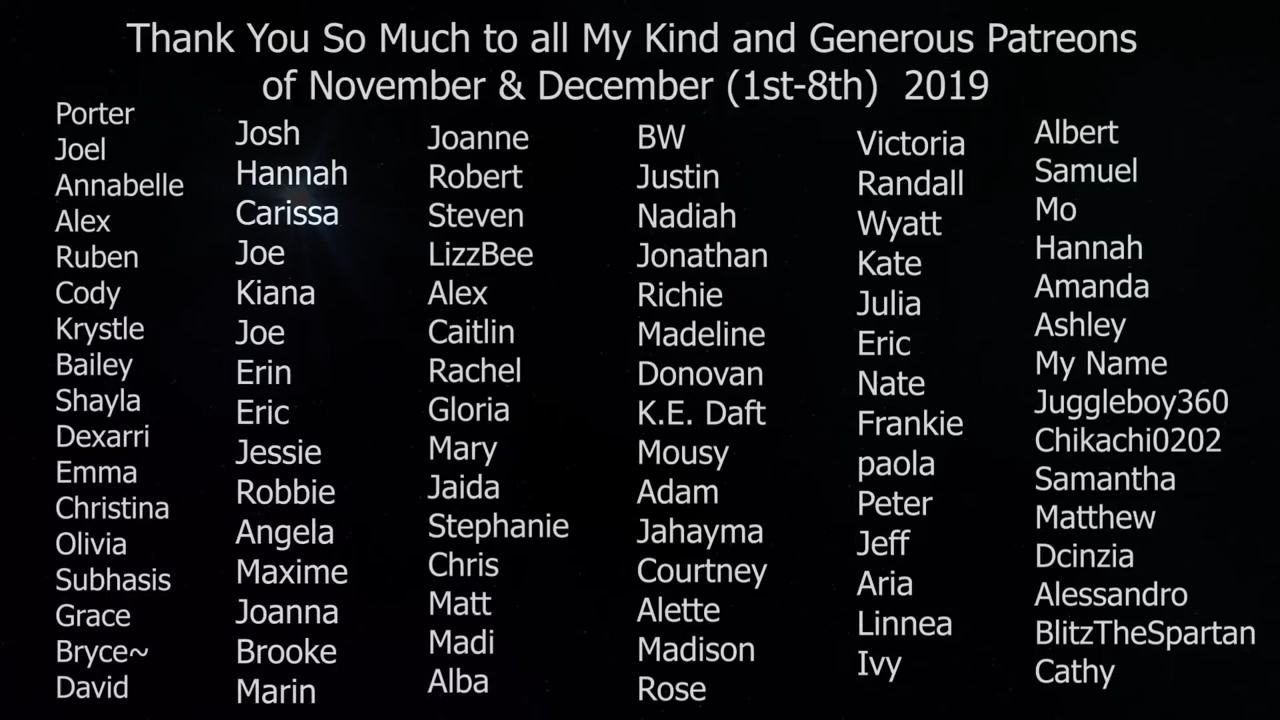 Thank You So Much to all My Kind and Generous Patreons
of November & December (1st-8th) 2019
Porter
Joel
Annabelle
Alex
Ruben
Cody
Krystle
Bailey
Shayla
Dexarri
Emma
Christina
Olivia
Subhasis
Grace
Bryce~
David
Josh
Hannah
Carissa
Joe
Kiana
Joe
Erin
Eric
Jessie
Robbie
Angela
Maxime
Joanna
Brooke
Marin
Joanne
Robert
Steven
LizzBee
Alex
Caitlin
Rachel
Gloria
Mary
Jaida
Stephanie
Chris
Matt
Madi
Alba
BW
Justin
Nadiah
Jonathan
Richie
Madeline
Donovan
K.E. Daft
Mousy
Adam
Jahayma
Courtney
Alette
Madison
Rose
Victoria
Randall
Wyatt
Kate
Julia
Eric
Nate
Frankie
paola
Peter
Jeff
Aria
Linnea
Ivy
Albert
Samuel
Mo
Hannah
Amanda
Ashley
My Name
Juggleboy360
Chikachi0202
Samantha
Matthew
Dcinzia
Alessandro
BlitzTheSpartan
Cathy